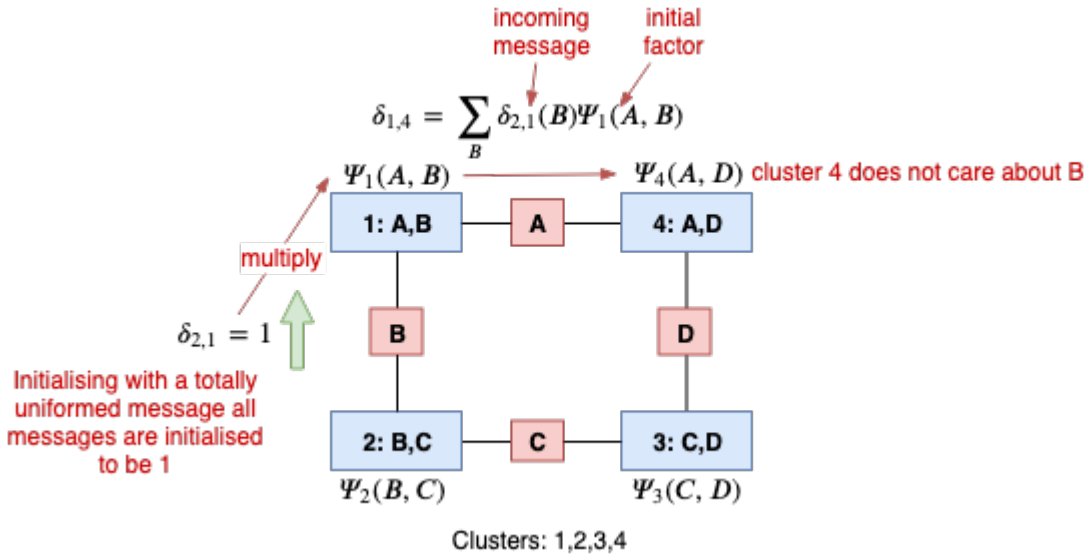 incoming
message
initial
factor
δ2,1(B)Ψ1(A, B)
δ1,4 = ∑
B
Ψ1(A, B)
Ψ4(A, D) cluster 4 does not care about B
1: A,B
A
4: A,D
multiply
δ2,1 = 1
B
D
Initialising with a totally
uniformed message all
messages are initialised
to be 1
2: B,C
C
3: C,D
Ψ2(B, C)
Ψ3(C, D)
Clusters: 1,2,3,4